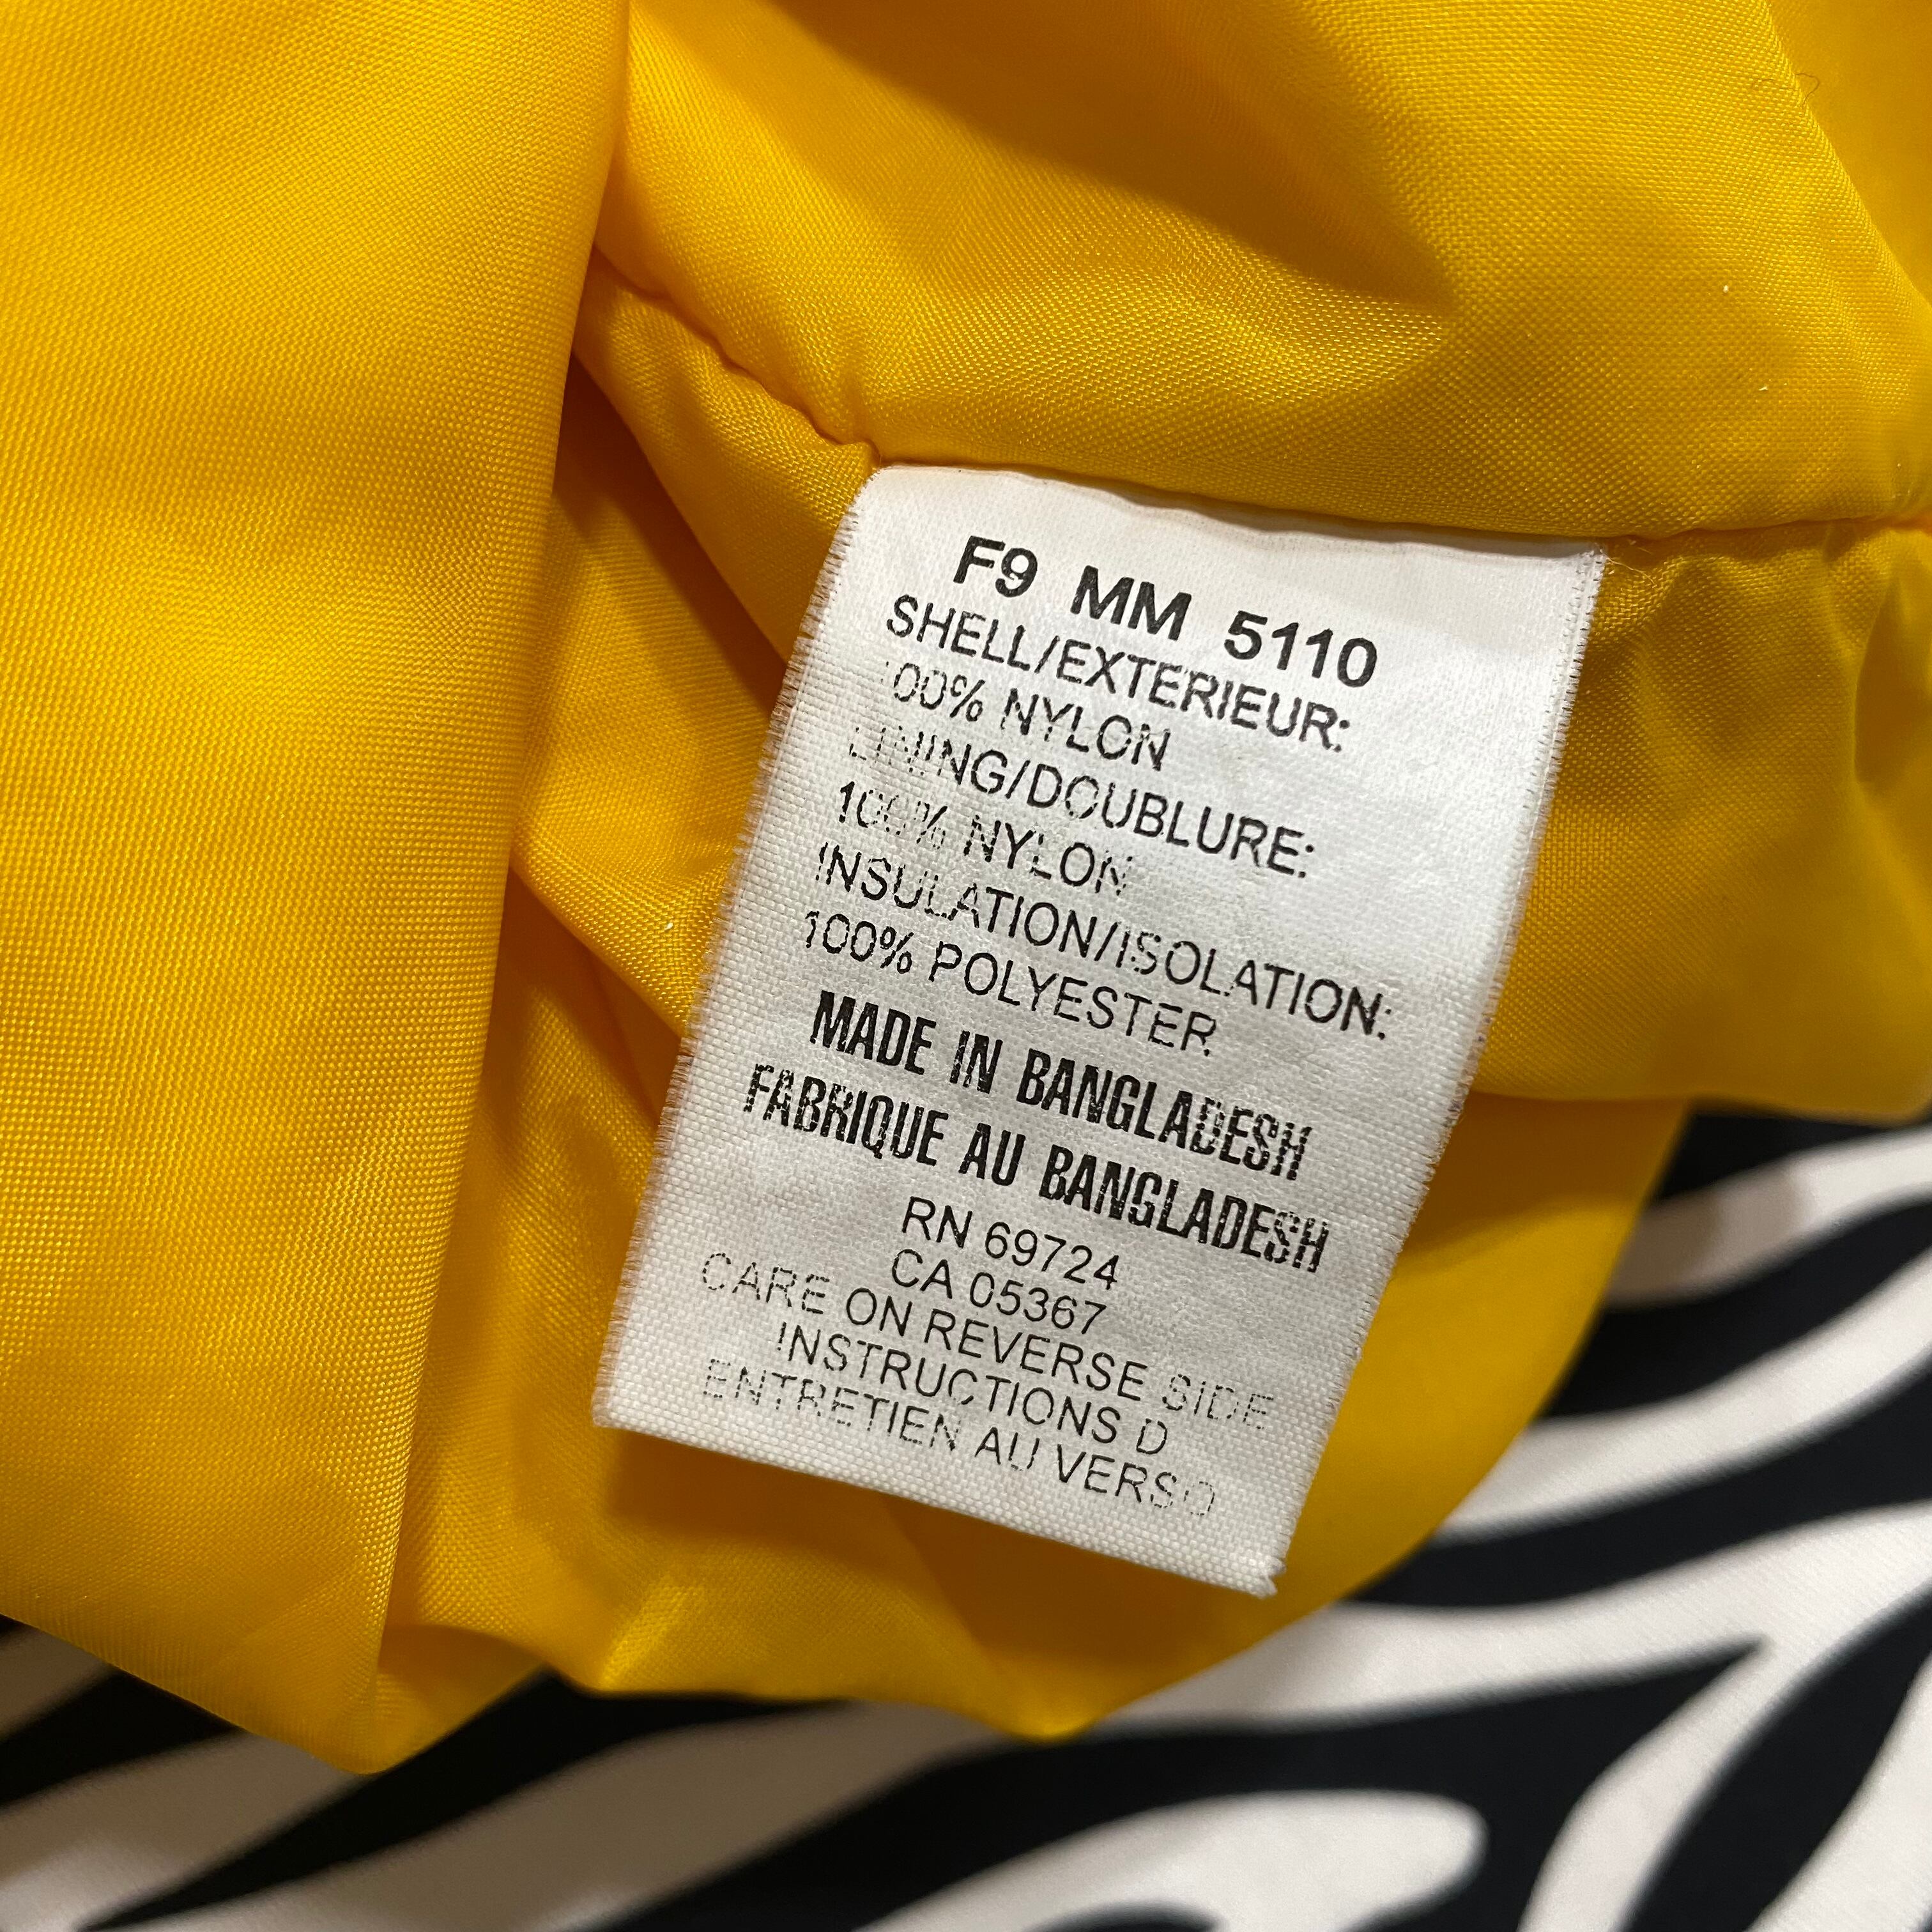 F9 MM 5110
SHELL/EXTERIEUR:
100% NYLON
LINING/DOUBLURE:
100% NYLON
INSULATION/ISOLATION:
100% POLYESTER
MADE IN BANGLADESH
FABRIQUE AU BANGLADESH
RN 69724
CA 05367
CARE ON REVERSE SIDE
INSTRUCTIONS D
ENTRETIEN AU VERSO